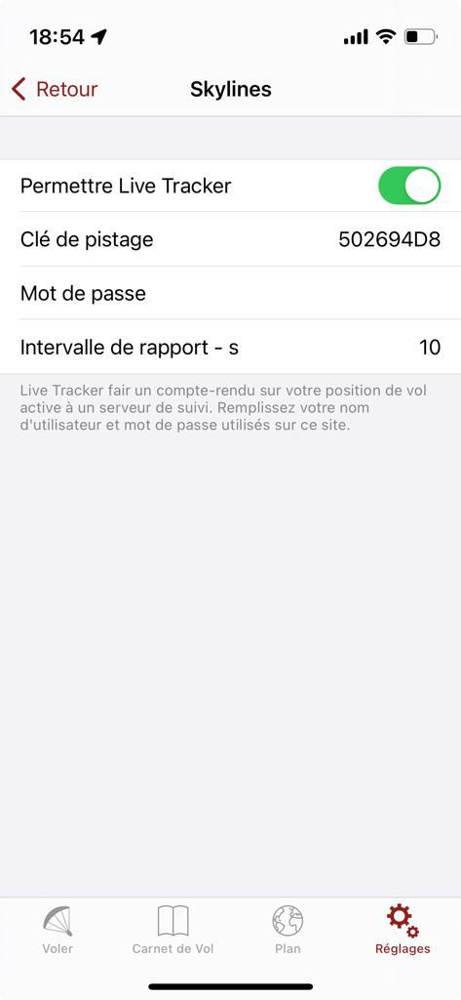 18:54
Retour
Skylines
Permettre Live Tracker
Clé de pistage 502694D8
Mot de passe
Intervalle de rapport - s 10
Live Tracker fair un compte-rendu sur votre position de vol
active à un serveur de suivi. Remplissez votre nom
d'utilisateur et mot de passe utilisés sur ce site.
Voler Carnet de Vol Plan Réglages